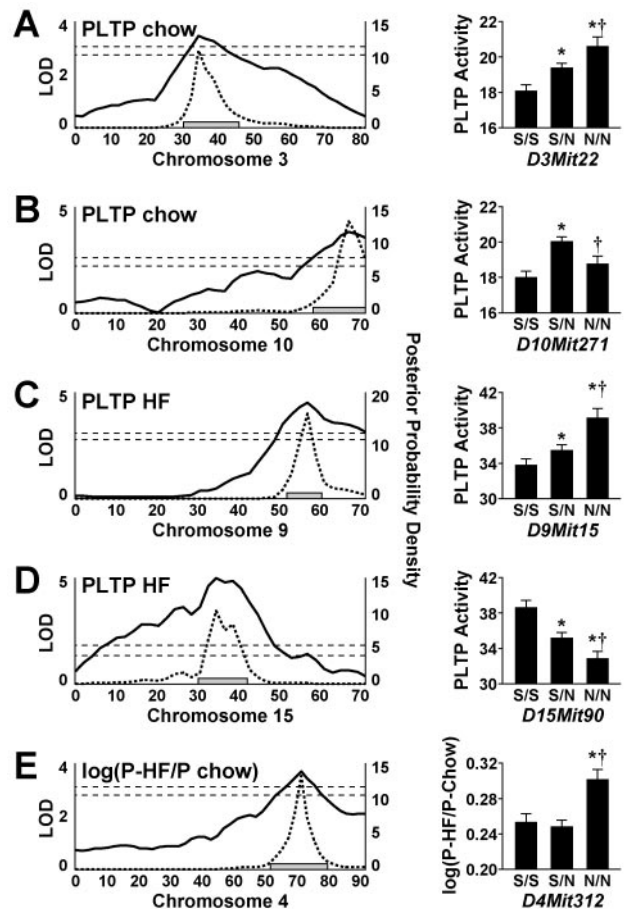 A PLTP chow
4 2 0
LOD
15 10 5 0
0 10 20 30 40 50 60 70 80
Chromosome 3
22 20 18 16
PLTP Activity
* *†
S/S S/N N/N
D3Mit22
B PLTP chow
5 0
LOD
15 10 5 0
0 10 20 30 40 50 60 70
Chromosome 10
22 20 18 16
PLTP Activity
* †
S/S S/N N/N
D10Mit271
Posterior Probability Density
C PLTP HF
5 0
LOD
20 10 0
0 10 20 30 40 50 60 70
Chromosome 9
42 38 34 30
PLTP Activity
* *†
S/S S/N N/N
D9Mit15
D PLTP HF
5 0
LOD
15 10 5 0
0 10 20 30 40 50 60 70
Chromosome 15
42 38 34 30
PLTP Activity
* *†
S/S S/N N/N
D15Mit90
E log(P-HF/P chow)
4 2 0
LOD
15 10 5 0
0 10 20 30 40 50 60 70 80 90
Chromosome 4
0.32 0.28 0.24 0.20
log(P-HF/P-Chow)
*†
S/S S/N N/N
D4Mit312